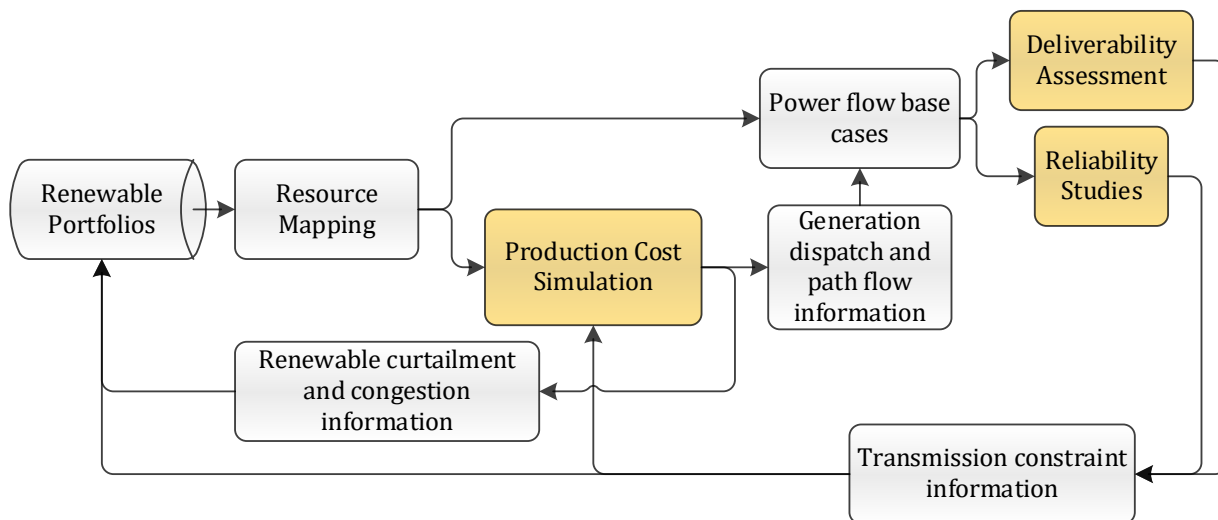 Deliverability
Assessment
Power flow base
cases
Reliability
Studies
Renewable
Portfolios
Resource
Mapping
Production Cost
Simulation
Generation
dispatch and
path flow
information
Renewable curtailment
and congestion
information
Transmission constraint
information